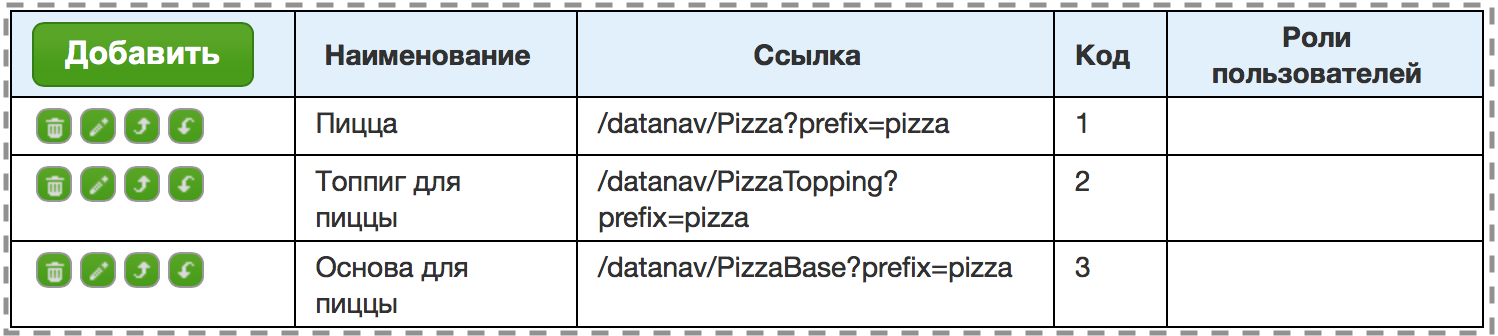 Добавить
Наименование
Ссылка
Код
Роли
пользователей
Пицца
/datanav/Pizza?prefix=pizza
1
Топпиг для
пиццы
/datanav/PizzaTopping?
prefix=pizza
2
Основа для
пиццы
/datanav/PizzaBase?prefix=pizza
3